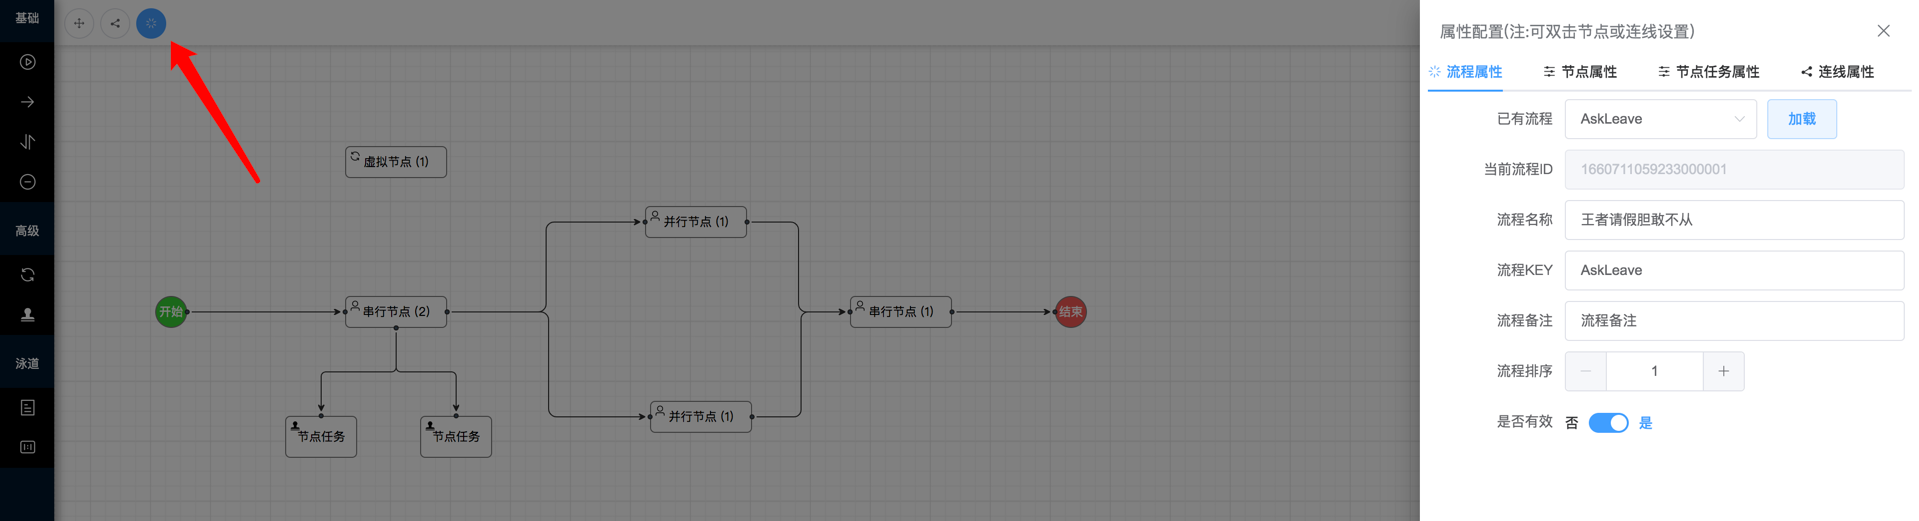 基础
高级
泳道
虚拟节点 (1)
并行节点 (1)
开始
串行节点 (2)
串行节点 (1)
结束
并行节点 (1)
节点任务
节点任务
属性配置(注:可双击节点或连线设置)
流程属性
节点属性
节点任务属性
连线属性
已有流程 AskLeave 加载
当前流程ID 1660711059233000001
流程名称 王者请假胆敢不从
流程KEY AskLeave
流程备注 流程备注
流程排序 1
是否有效 否 是